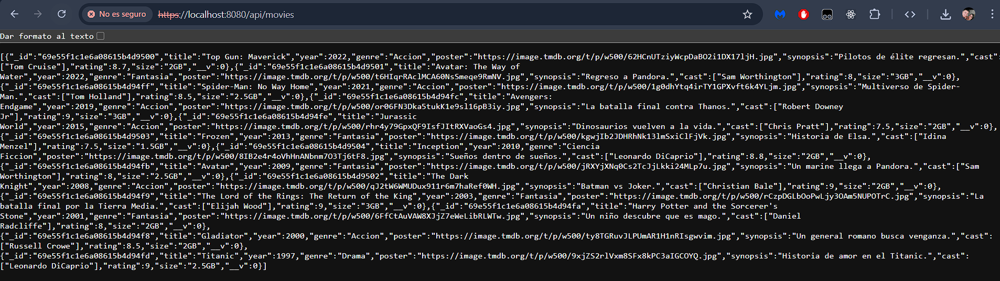 No es seguro https://localhost:8080/api/movies
Dar formato al texto
[{"_id":"69e55f1c1e6a08615b4d9500","title":"Top Gun: Maverick","year":2022,"genre":"Accion","poster":"https://image.tmdb.org/t/p/w500/62HCnUTziyWcpDaBO2i1DX17ljH.jpg","synopsis":"Pilotos de élite regresan.","cast":
["Tom Cruise"],"rating":8.7,"size":"2GB","__v":0},{"_id":"69e55f1c1e6a08615b4d9501","title":"Avatar: The Way of
Water","year":2022,"genre":"Fantasia","poster":"https://image.tmdb.org/t/p/w500/t6HIqrRAclMCA60NsSmeqe9RmNV.jpg","synopsis":"Regreso a Pandora.","cast":["Sam Worthington"],"rating":8,"size":"3GB","__v":0},
{"_id":"69e55f1c1e6a08615b4d94ff","title":"Spider-Man: No Way Home","year":2021,"genre":"Accion","poster":"https://image.tmdb.org/t/p/w500/1g0dhYtq4irTY1GPXvft6k4YLjm.jpg","synopsis":"Multiverso de Spider-
Man.","cast":["Tom Holland"],"rating":8.5,"size":"2.5GB","__v":0},{"_id":"69e55f1c1e6a08615b4d94fc","title":"Avengers:
Endgame","year":2019,"genre":"Accion","poster":"https://image.tmdb.org/t/p/w500/or06FN3Dka5tukK1e9sl16pB3iy.jpg","synopsis":"La batalla final contra Thanos.","cast":["Robert Downey
Jr"],"rating":9,"size":"3GB","__v":0},{"_id":"69e55f1c1e6a08615b4d94fe","title":"Jurassic
World","year":2015,"genre":"Accion","poster":"https://image.tmdb.org/t/p/w500/rhr4y79GpxQF9IsfJItRXVaoGs4.jpg","synopsis":"Dinosaurios vuelven a la vida.","cast":["Chris Pratt"],"rating":7.5,"size":"2GB","__v":0},
{"_id":"69e55f1c1e6a08615b4d9503","title":"Frozen","year":2013,"genre":"Fantasia","poster":"https://image.tmdb.org/t/p/w500/kgwjIb2JDHRhNk13lmSxiClFjVk.jpg","synopsis":"Historia de Elsa.","cast":["Idina
Menzel"],"rating":7.5,"size":"1.5GB","__v":0},{"_id":"69e55f1c1e6a08615b4d9504","title":"Inception","year":2010,"genre":"Ciencia
Ficcion","poster":"https://image.tmdb.org/t/p/w500/8IB2e4r4oVhHnANbnm7O3Tj6tF8.jpg","synopsis":"Sueños dentro de sueños.","cast":["Leonardo DiCaprio"],"rating":8.8,"size":"2GB","__v":0},
{"_id":"69e55f1c1e6a08615b4d94fb","title":"Avatar","year":2009,"genre":"Fantasia","poster":"https://image.tmdb.org/t/p/w500/jRXYjXNq0Cs2TcJjLkki24MLp7u.jpg","synopsis":"Un marine llega a Pandora.","cast":["Sam
Worthington"],"rating":8,"size":"2.5GB","__v":0},{"_id":"69e55f1c1e6a08615b4d9502","title":"The Dark
Knight","year":2008,"genre":"Accion","poster":"https://image.tmdb.org/t/p/w500/qJ2tW6WMUDux911r6m7haRef0WH.jpg","synopsis":"Batman vs Joker.","cast":["Christian Bale"],"rating":9,"size":"2GB","__v":0},
{"_id":"69e55f1c1e6a08615b4d94f9","title":"The Lord of the Rings: The Return of the King","year":2003,"genre":"Fantasia","poster":"https://image.tmdb.org/t/p/w500/rCzpDGLbOoPwLjy3OAm5NUPOTrC.jpg","synopsis":"La
batalla final por la Tierra Media.","cast":["Elijah Wood"],"rating":9,"size":"3GB","__v":0},{"_id":"69e55f1c1e6a08615b4d94fa","title":"Harry Potter and the Sorcerer's
Stone","year":2001,"genre":"Fantasia","poster":"https://image.tmdb.org/t/p/w500/6FfCtAuVAW8XJjZ7eWeLibRLWTw.jpg","synopsis":"Un niño descubre que es mago.","cast":["Daniel
Radcliffe"],"rating":8,"size":"2GB","__v":0},
{"_id":"69e55f1c1e6a08615b4d94f8","title":"Gladiator","year":2000,"genre":"Accion","poster":"https://image.tmdb.org/t/p/w500/ty8TGRuvJLPUmAR1H1nRIsgwvim.jpg","synopsis":"Un general romano busca venganza.","cast":
["Russell Crowe"],"rating":8.5,"size":"2GB","__v":0},
{"_id":"69e55f1c1e6a08615b4d94fd","title":"Titanic","year":1997,"genre":"Drama","poster":"https://image.tmdb.org/t/p/w500/9xjZS2rlVxm8SFx8kPC3aIGCOYQ.jpg","synopsis":"Historia de amor en el Titanic.","cast":
["Leonardo DiCaprio"],"rating":9,"size":"2.5GB","__v":0}]